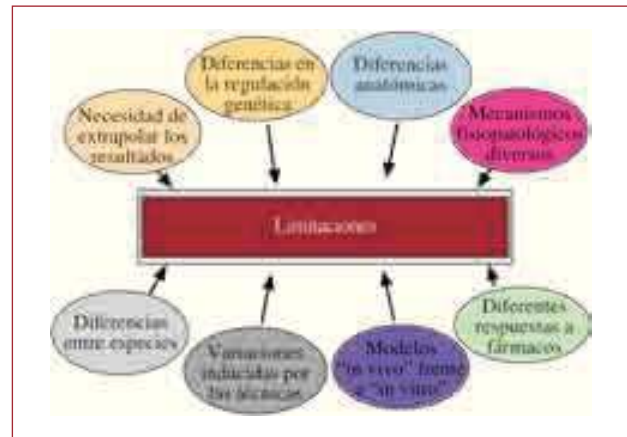 Diferencias en
la regulación
genética
Diferencias
anatómicas
Necesidad de
extrapolar los
resultados
Mecanismos
fisiopatológicos
diversos
Limitaciones
Diferencias
entre especies
Variaciones
inducidas por
las técnicas
Modelos
"in vivo" frente
a "in vitro"
Diferentes
respuestas a
fármacos